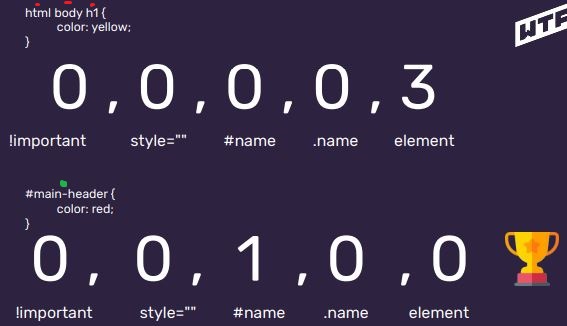 html body h1 {
color: yellow;
}
0 , 0 , 0 , 0 , 3
!important style="" #name .name element
#main-header {
color: red;
}
0 , 0 , 1 , 0 , 0
!important style="" #name .name element
WTF